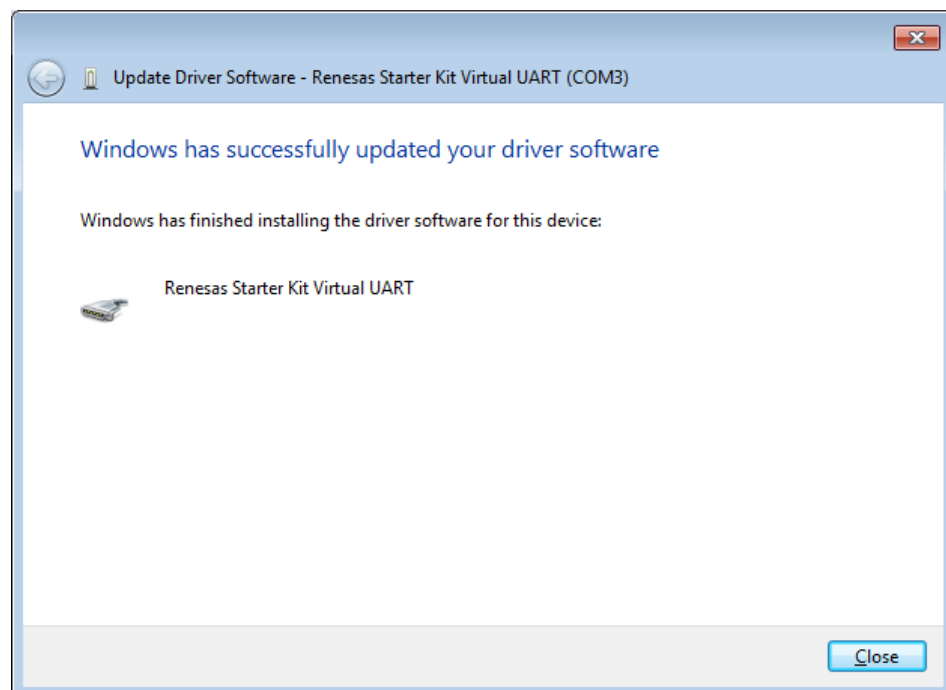 Update Driver Software - Renesas Starter Kit Virtual UART (COM3)
Windows has successfully updated your driver software
Windows has finished installing the driver software for this device:
Renesas Starter Kit Virtual UART
Close